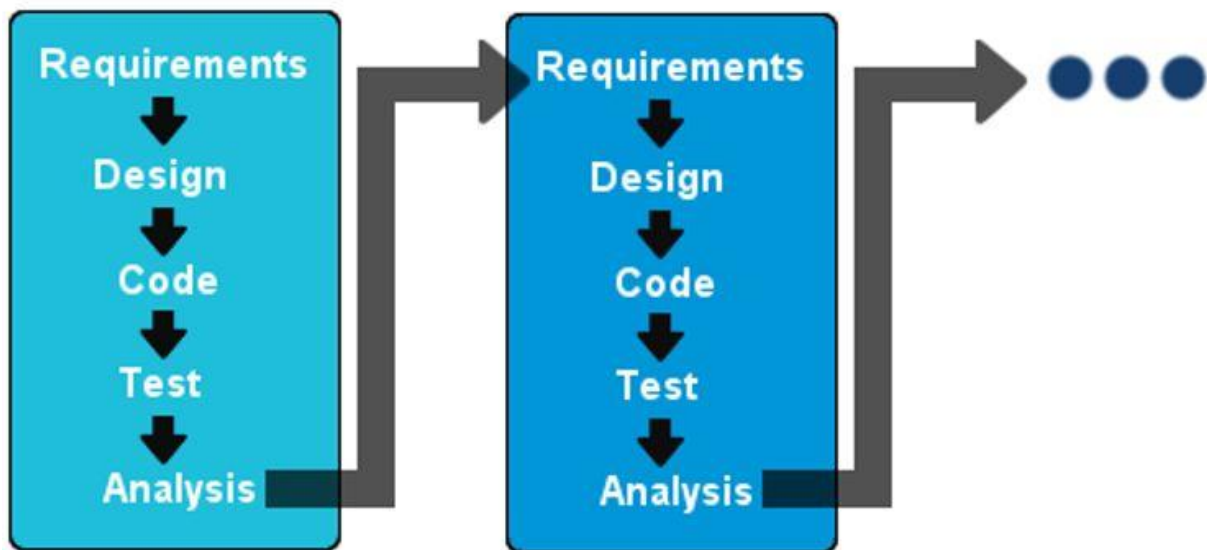 Requirements
Design
Code
Test
Analysis
Requirements
Design
Code
Test
Analysis